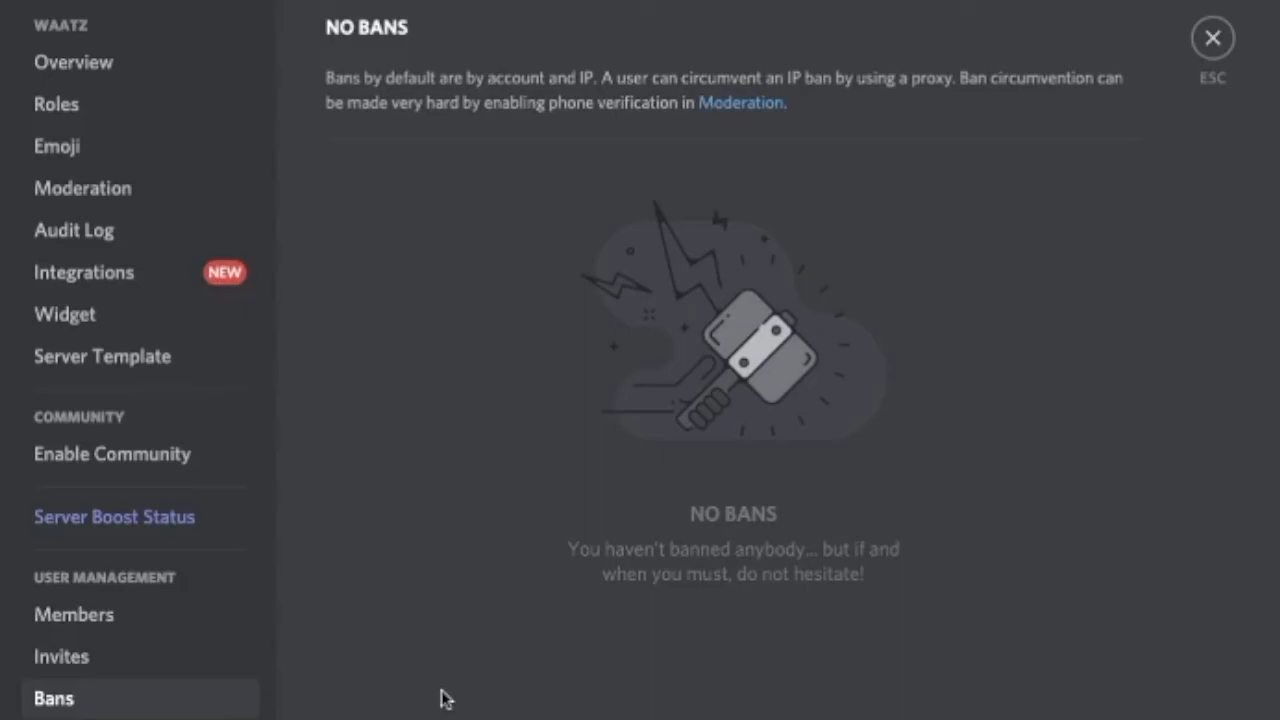 WAATZ
Overview
Roles
Emoji
Moderation
Audit Log
Integrations NEW
Widget
Server Template
COMMUNITY
Enable Community
Server Boost Status
USER MANAGEMENT
Members
Invites
Bans
NO BANS
Bans by default are by account and IP. A user can circumvent an IP ban by using a proxy. Ban circumvention can
be made very hard by enabling phone verification in Moderation.
NO BANS
You haven't banned anybody... but if and
when you must, do not hesitate!
ESC